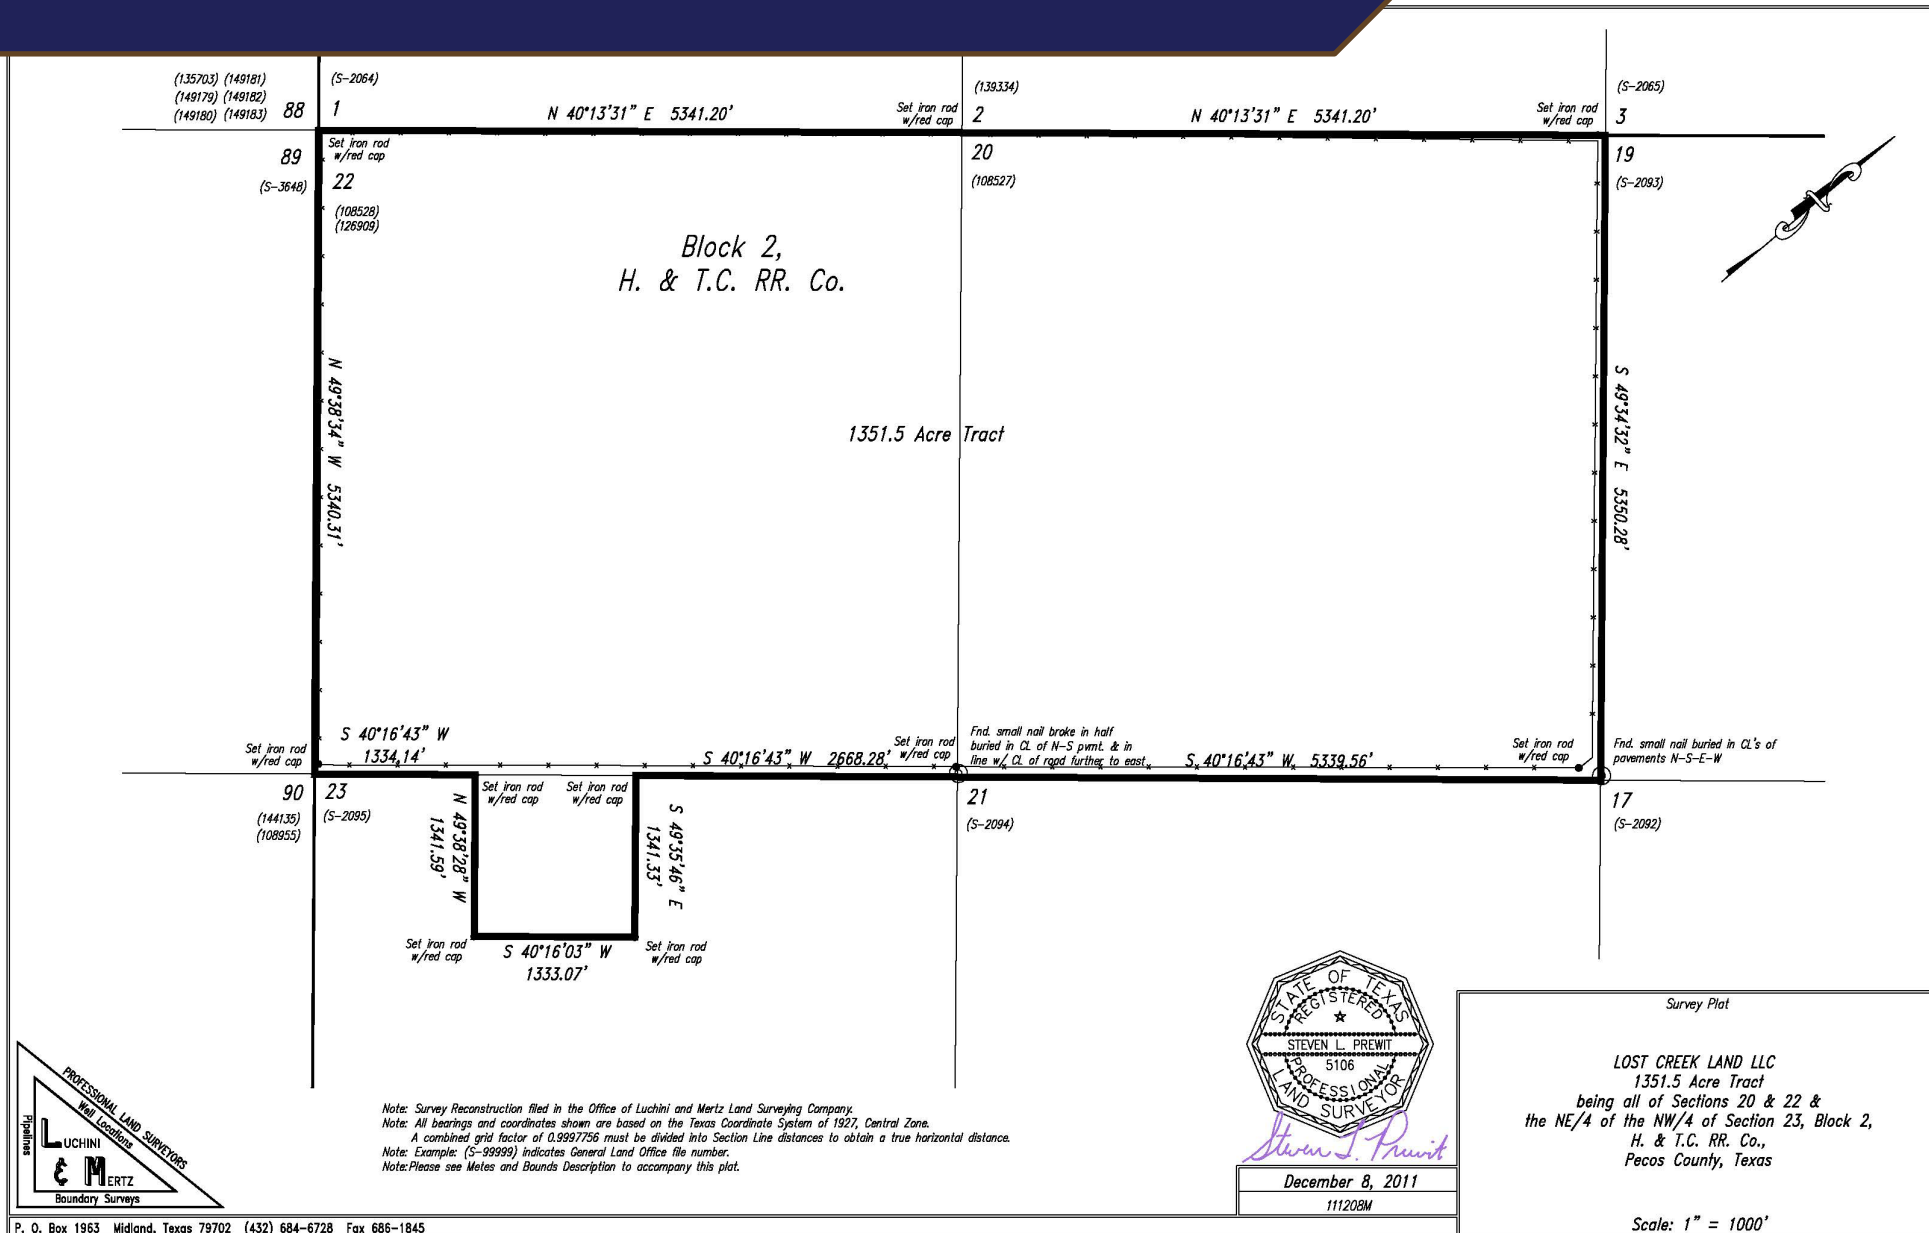 (135703) (149181)
(149179) (149182)
(149180) (149183)
88
(S-2064)
1
N 40°13'31" E 5341.20'
(139334)
Set iron rod
w/red cap
2
N 40°13'31" E 5341.20'
Set iron rod
w/red cap
(S-2065)
3
89
(S-3648)
Set iron rod
w/red cap
22
(108528)
(126909)
20
(108527)
19
(S-2093)
Block 2,
H. & T.C. RR. Co.
1351.5 Acre Tract
N 49°38'34" W 5340.31'
S 49°34'32" E 5350.28'
Set iron rod
w/red cap
S 40°16'43" W
1334.14'
S 40°16'43" W 2668.28'
Set iron rod
w/red cap
Fnd. small nail broke in half
buried in CL of N-S pvmt. & in
line w/ CL of road further to east
S 40°16'43" W 5339.56'
Set iron rod
w/red cap
Fnd. small nail buried in CL's of
pavements N-S-E-W
90
(144135)
(108955)
23
(S-2095)
Set iron rod
w/red cap
Set iron rod
w/red cap
21
(S-2094)
17
(S-2092)
N 49°38'28" W
1341.59'
S 49°35'46" E
1341.33'
Set iron rod
w/red cap
S 40°16'03" W
1333.07'
Set iron rod
w/red cap
STATE OF TEXAS
REGISTERED
STEVEN L. PREWIT
5106
PROFESSIONAL
LAND SURVEYOR
Steven L. Prewit
December 8, 2011
111208M
Survey Plat
LOST CREEK LAND LLC
1351.5 Acre Tract
being all of Sections 20 & 22 &
the NE/4 of the NW/4 of Section 23, Block 2,
H. & T.C. RR. Co.,
Pecos County, Texas
Scale: 1" = 1000'
Note: Survey Reconstruction filed in the Office of Luchini and Mertz Land Surveying Company.
Note: All bearings and coordinates shown are based on the Texas Coordinate System of 1927, Central Zone.
A combined grid factor of 0.9997756 must be divided into Section Line distances to obtain a true horizontal distance.
Note: Example: (S-99999) indicates General Land Office file number.
Note:Please see Metes and Bounds Description to accompany this plat.
PROFESSIONAL LAND SURVEYORS
Well Locations
Pipelines
LUCHINI
& MERTZ
Boundary Surveys
P. O. Box 1963 Midland, Texas 79702 (432) 684-6728 Fax 686-1845